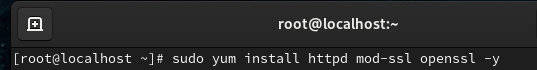 root@localhost:~
[root@localhost ~]# sudo yum install httpd mod-ssl openssl -y